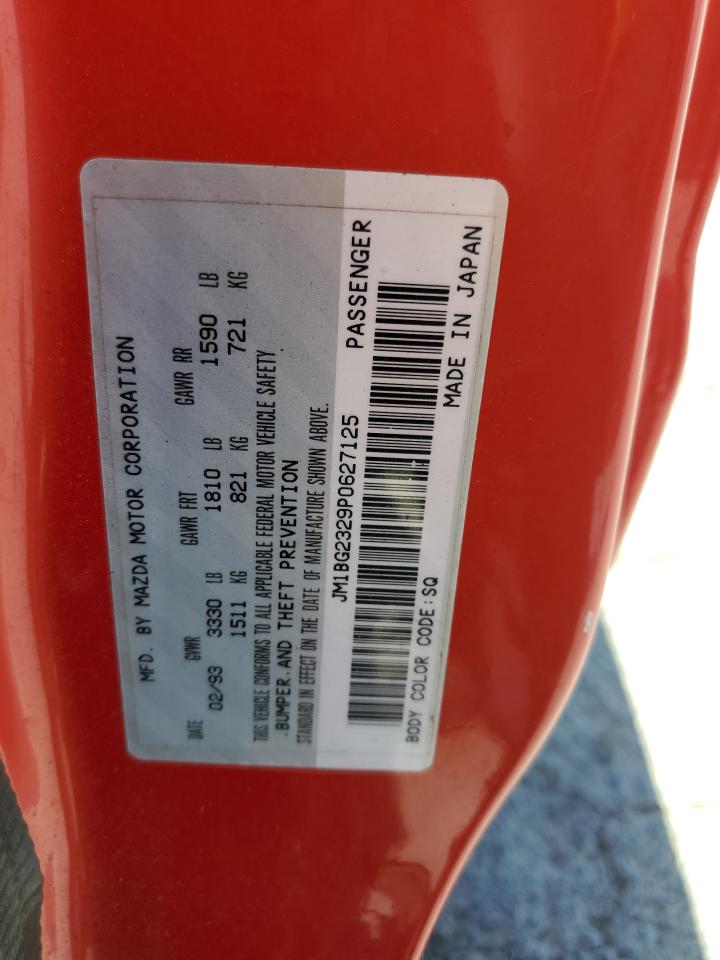 MFD. BY MAZDA MOTOR CORPORATION
DATE GVWR GAWR FRT GAWR RR
02/93 3330 LB 1810 LB 1590 LB
1511 KG 821 KG 721 KG
THIS VEHICLE CONFORMS TO ALL APPLICABLE FEDERAL MOTOR VEHICLE SAFETY
.BUMPER.AND THEFT PREVENTION
STANDARD IN EFFECT ON THE DATE OF MANUFACTURE SHOWN ABOVE.
JM1BG2329P0627125 PASSENGER
BODY COLOR CODE:SQ MADE IN JAPAN